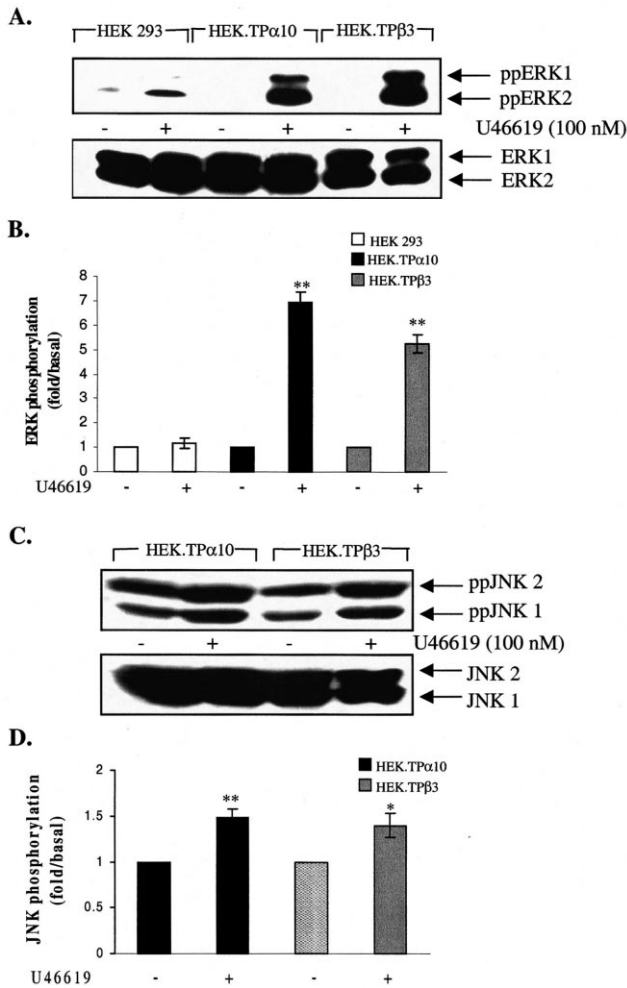 A.
HEK 293 HEK.TPα10 HEK.TPβ3
ppERK1
ppERK2
- + - + - + U46619 (100 nM)
ERK1
ERK2
B.
HEK 293
HEK.TPα10
HEK.TPβ3
ERK phosphorylation
(fold/basal)
8
7
6
5
4
3
2
1
0
**
**
U46619 - + - + - +
C.
HEK.TPα10 HEK.TPβ3
ppJNK 2
ppJNK 1
- + - + U46619 (100 nM)
JNK 2
JNK 1
D.
HEK.TPα10
HEK.TPβ3
JNK phosphorylation
(fold/basal)
2
1.5
1
0.5
0
**
*
U46619 - + - +